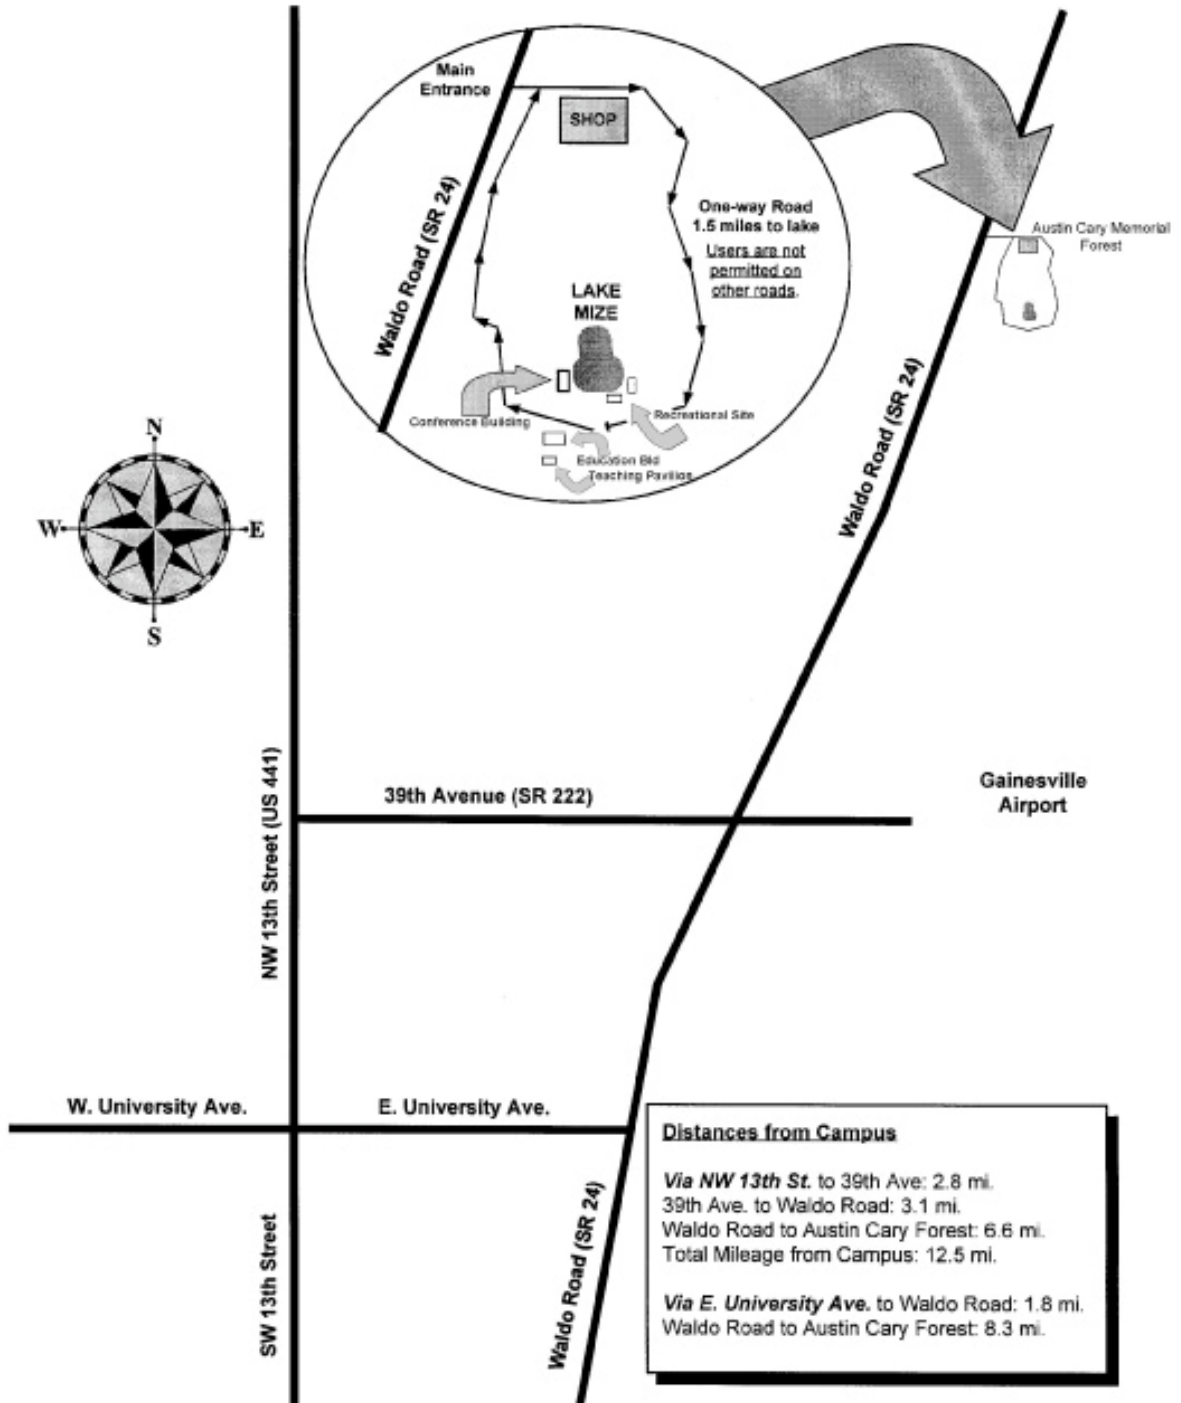 Main
Entrance
SHOP
Waldo Road (SR 24)
One-way Road
1.5 miles to lake
Users are not
permitted on
other roads.
LAKE
MIZE
Conference Building
Recreational Site
Education Bld
Teaching Pavilion
Austin Cary Memorial
Forest
Waldo Road (SR 24)
N
W
E
S
NW 13th Street (US 441)
39th Avenue (SR 222)
Gainesville
Airport
W. University Ave.
E. University Ave.
SW 13th Street
Waldo Road (SR 24)
Distances from Campus
Via NW 13th St. to 39th Ave: 2.8 mi.
39th Ave. to Waldo Road: 3.1 mi.
Waldo Road to Austin Cary Forest: 6.6 mi.
Total Mileage from Campus: 12.5 mi.
Via E. University Ave. to Waldo Road: 1.8 mi.
Waldo Road to Austin Cary Forest: 8.3 mi.